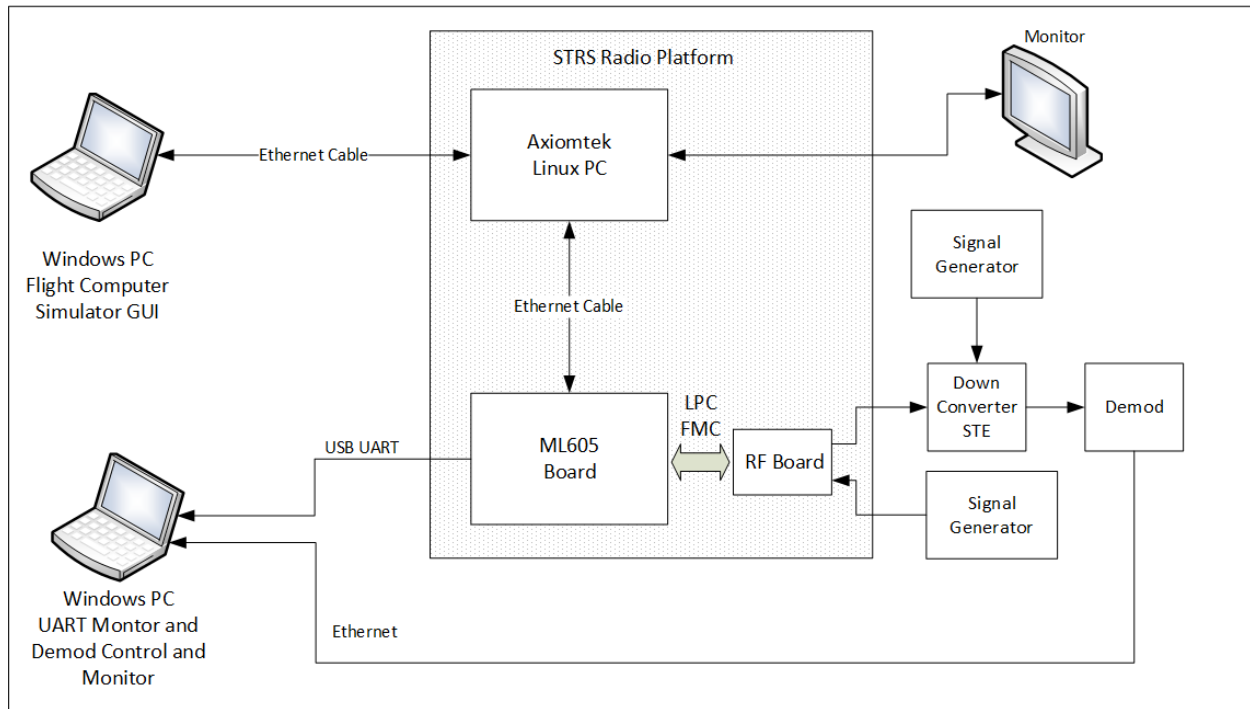 STRS Radio Platform
Monitor
Axiomtek
Linux PC
Ethernet Cable
Windows PC
Flight Computer
Simulator GUI
Signal
Generator
Ethernet Cable
Down
Converter
STE
Demod
LPC
FMC
USB UART
ML605
Board
RF Board
Signal
Generator
Windows PC
UART Montor and
Demod Control and
Monitor
Ethernet